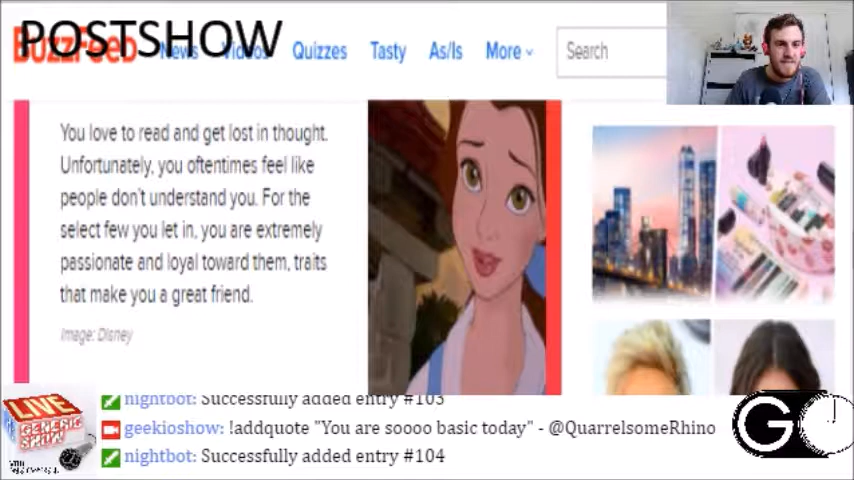 POSTSHOW
BuzzFeed News Videos Quizzes Tasty As/Is More Search
You love to read and get lost in thought.
Unfortunately, you oftentimes feel like
people don't understand you. For the
select few you let in, you are extremely
passionate and loyal toward them, traits
that make you a great friend.
Image: Disney
nightbot: Successfully added entry #103
geekioshow: !addquote "You are soooo basic today" - @QuarrelsomeRhino
nightbot: Successfully added entry #104
LIVE
GENERIC
SHOW
GO